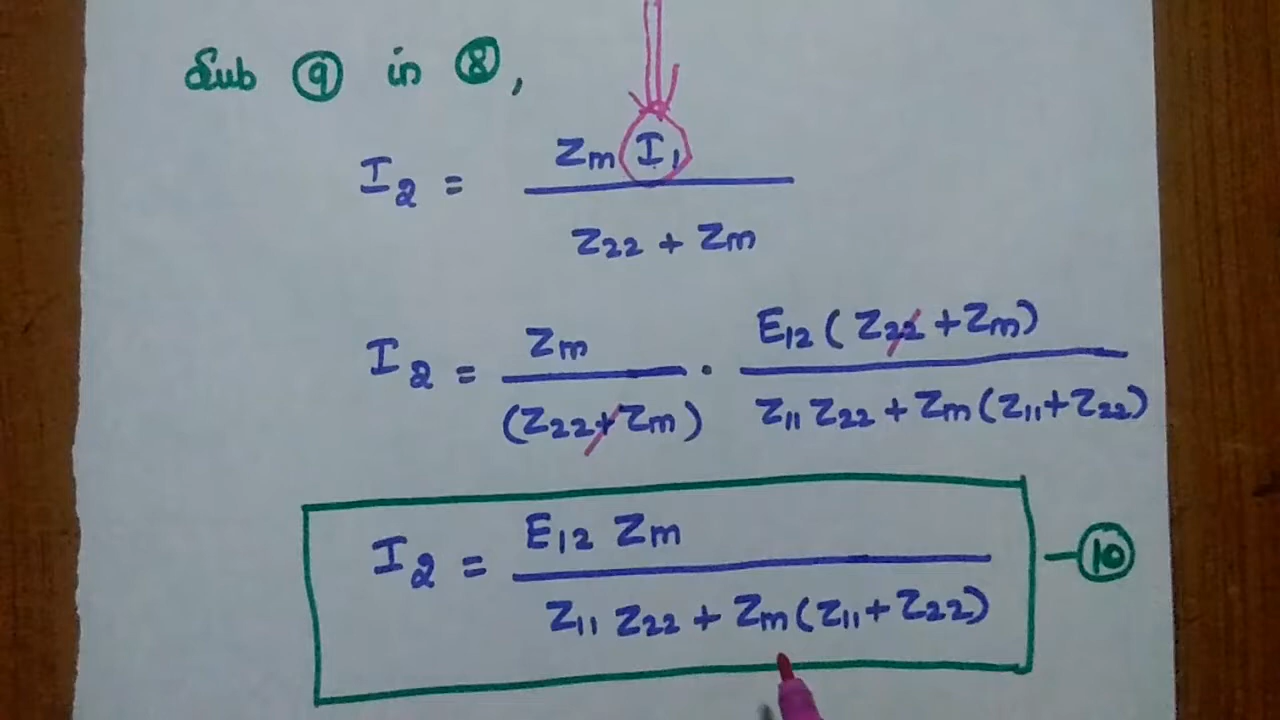 Sub ⑨ in ⑧,
I₂ = Zm I₁ / Z₂₂ + Zm
I₂ = Zm / (Z₂₂ + Zm) · E₁₂ (Z₂₂ + Zm) / Z₁₁ Z₂₂ + Zm (Z₁₁ + Z₂₂)
I₂ = E₁₂ Zm / Z₁₁ Z₂₂ + Zm (Z₁₁ + Z₂₂) — ⑩